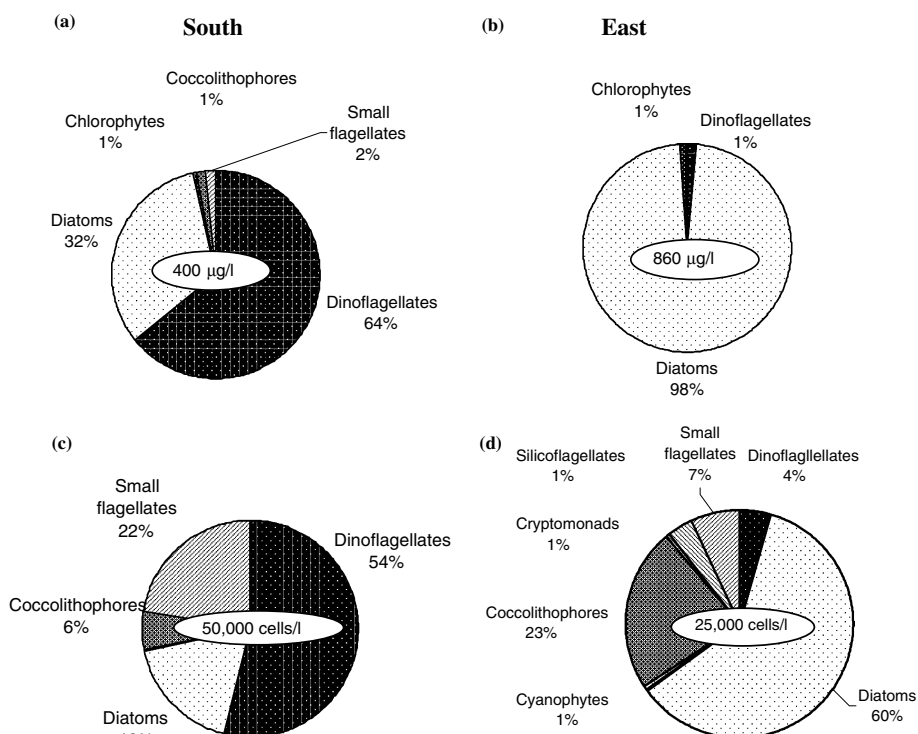 (a)
South
Coccolithophores
1%
Chlorophytes
1%
Small
flagellates
2%
Diatoms
32%
400 µg/l
Dinoflagellates
64%
(b)
East
Chlorophytes
1%
Dinoflagellates
1%
860 µg/l
Diatoms
98%
(c)
Small
flagellates
22%
Dinoflagellates
54%
Coccolithophores
6%
50,000 cells/l
Diatoms
(d)
Silicoflagellates
1%
Small
flagellates
7%
Dinoflagllellates
4%
Cryptomonads
1%
Coccolithophores
23%
25,000 cells/l
Cyanophytes
1%
Diatoms
60%